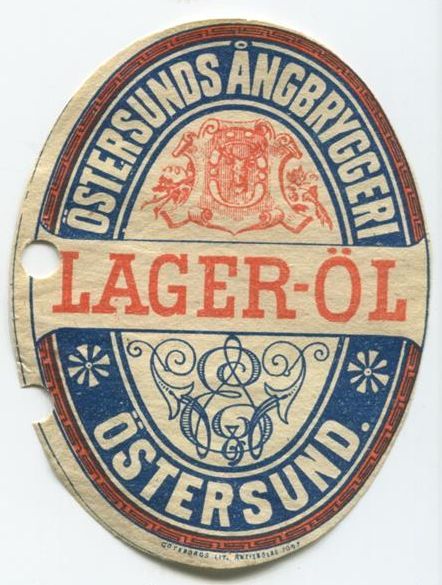 ÖSTERSUNDS ÅNGBRYGGERI
LAGER-ÖL
ÖSTERSUND.
GÖTEBORGS LIT. AKTIEBOLAG